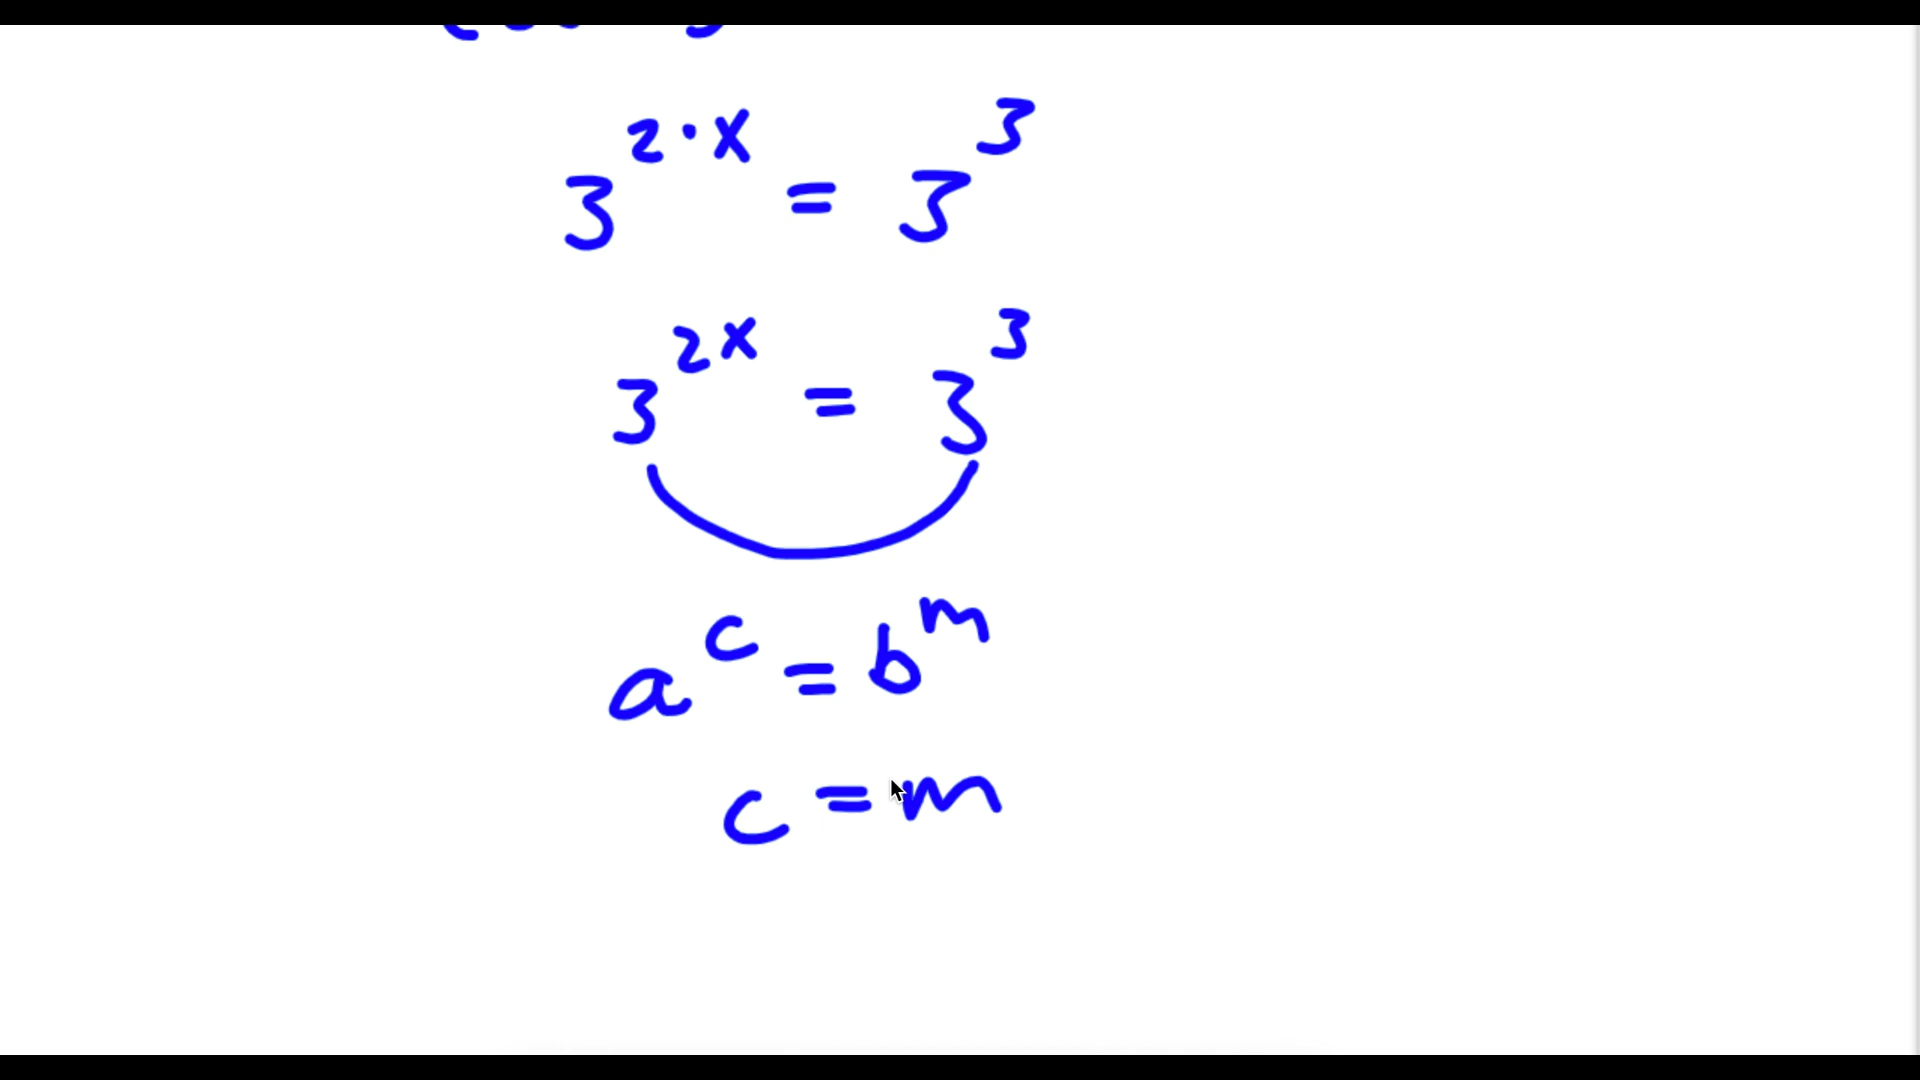 3^{2·x} = 3^3
3^{2x} = 3^3
a^c = b^m
c = m